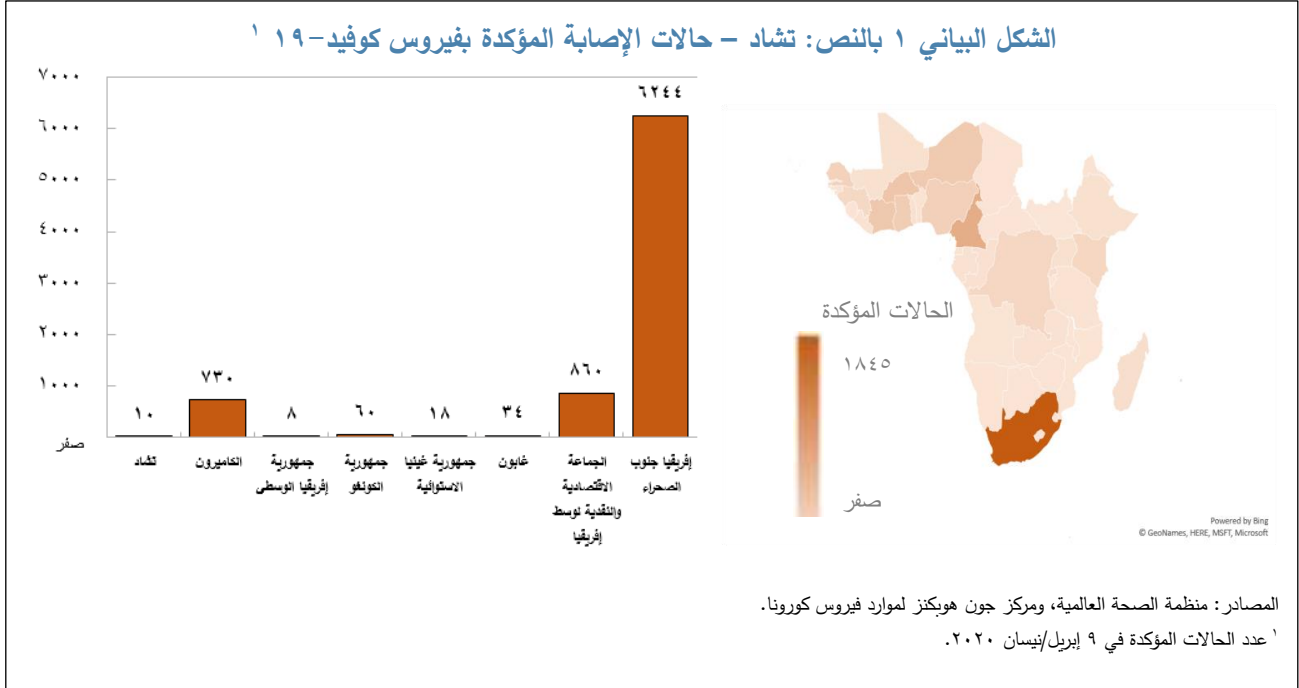 الشكل البياني ١ بالنص: تشاد – حالات الإصابة المؤكدة بفيروس كوفيد-١٩ ¹
٧٠٠٠
٦٠٠٠
٥٠٠٠
٤٠٠٠
٣٠٠٠
٢٠٠٠
١٠٠٠
صفر
١٠
٧٣٠
٨
٦٠
١٨
٣٤
٨٦٠
٦٢٤٤
تشاد
الكاميرون
جمهورية
إفريقيا الوسطى
جمهورية
الكونغو
جمهورية غينيا
الاستوائية
غابون
الجماعة
الاقتصادية
والنقدية لوسط
إفريقيا
إفريقيا جنوب
الصحراء
الحالات المؤكدة
١٨٤٥
صفر
Powered by Bing
© GeoNames, HERE, MSFT, Microsoft
المصادر: منظمة الصحة العالمية، ومركز جون هوبكنز لموارد فيروس كورونا.
¹ عدد الحالات المؤكدة في ٩ إبريل/نيسان ٢٠٢٠.